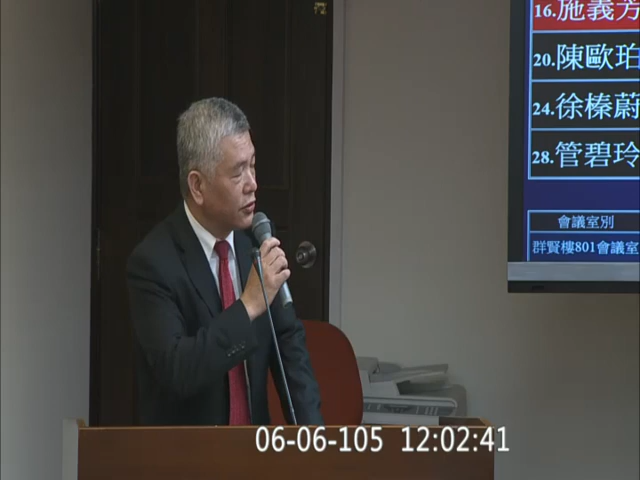 16.施義芳
20.陳歐珀
24.徐榛蔚
28.管碧玲
會議室別
群賢樓801會議室
06-06-105 12:02:41